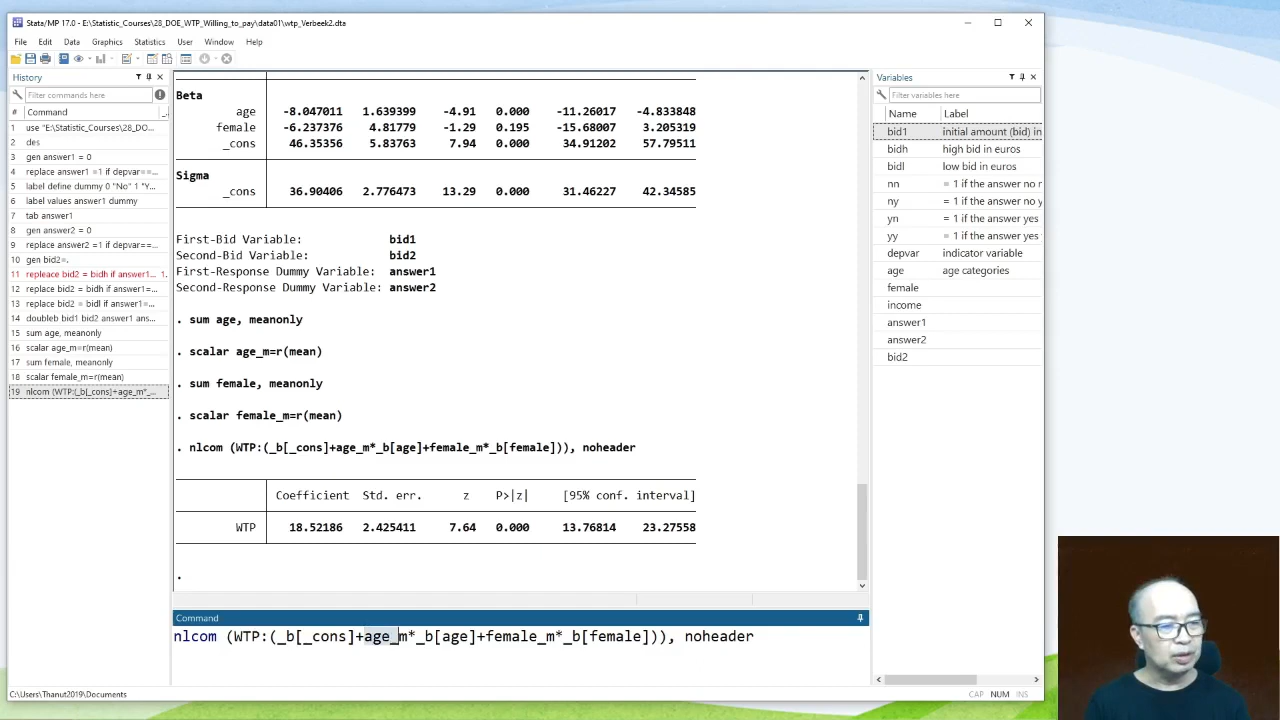 Stata/MP 17.0 - E:\Statistic_Courses\28_DOE_WTP_Willing_to_pay\data01\wtp_Verbeek2.dta
File Edit Data Graphics Statistics User Window Help
History
Filter commands here
# Command _.
1 use "E:\Statistic_Courses\28_DO...
2 des
3 gen answer1 = 0
4 replace answer1 =1 if depvar==...
5 label define dummy 0 "No" 1 "Y...
6 label values answer1 dummy
7 tab answer1
8 gen answer2 = 0
9 replace answer2 =1 if depvar==...
10 gen bid2=.
11 repleace bid2 = bidh if answer1... 1.
12 replace bid2 = bidh if answer1=...
13 replace bid2 = bidl if answer1=...
14 doubleb bid1 bid2 answer1 ans...
15 sum age, meanonly
16 scalar age_m=r(mean)
17 sum female, meanonly
18 scalar female_m=r(mean)
19 nlcom (WTP:(_b[_cons]+age_m*_...
Beta
age -8.047011 1.639399 -4.91 0.000 -11.26017 -4.833848
female -6.237376 4.81779 -1.29 0.195 -15.68007 3.205319
_cons 46.35356 5.83763 7.94 0.000 34.91202 57.79511
Sigma
_cons 36.90406 2.776473 13.29 0.000 31.46227 42.34585
First-Bid Variable: bid1
Second-Bid Variable: bid2
First-Response Dummy Variable: answer1
Second-Response Dummy Variable: answer2
. sum age, meanonly
. scalar age_m=r(mean)
. sum female, meanonly
. scalar female_m=r(mean)
. nlcom (WTP:(_b[_cons]+age_m*_b[age]+female_m*_b[female])), noheader
Coefficient Std. err. z P>|z| [95% conf. interval]
WTP 18.52186 2.425411 7.64 0.000 13.76814 23.27558
.
Command
nlcom (WTP:(_b[_cons]+age_m*_b[age]+female_m*_b[female])), noheader
Variables
Filter variables here
Name Label
bid1 initial amount (bid) in
bidh high bid in euros
bidl low bid in euros
nn = 1 if the answer no n
ny = 1 if the answer no y
yn = 1 if the answer yes
yy = 1 if the answer yes
depvar indicator variable
age age categories
female
income
answer1
answer2
bid2
C:\Users\Thanut2019\Documents
CAP NUM INS